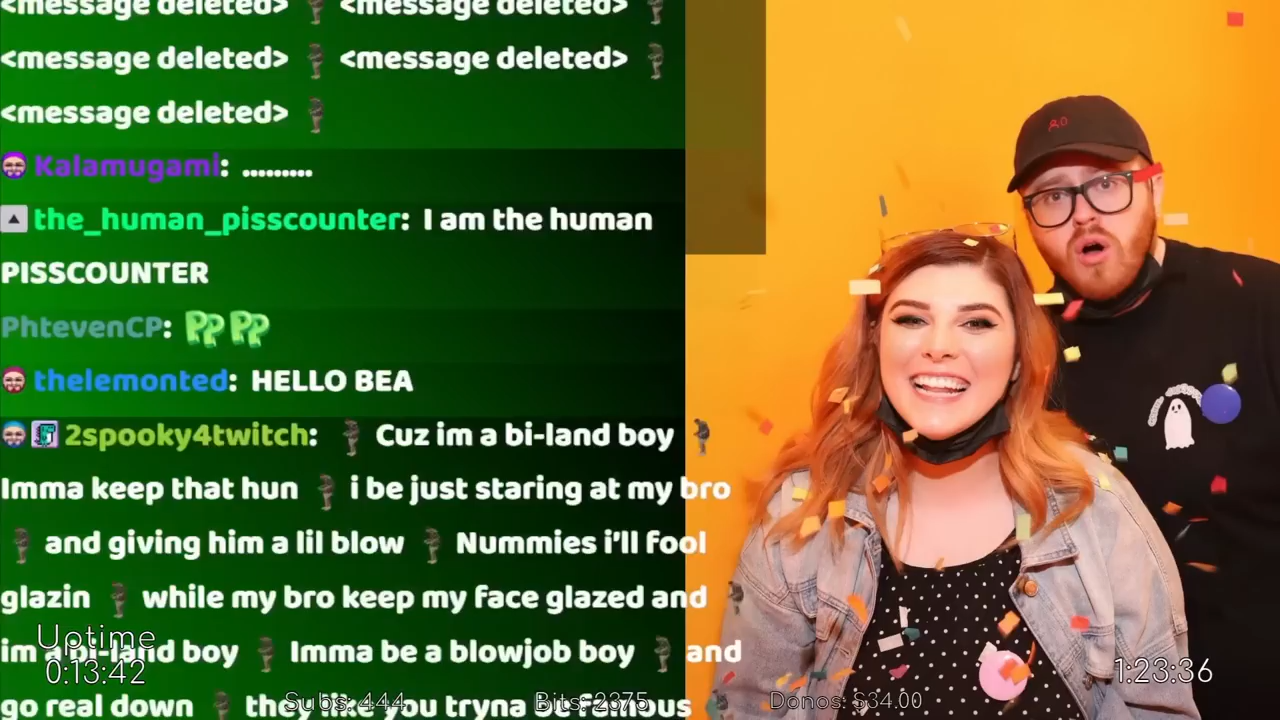 <message deleted> <message deleted>
<message deleted> <message deleted>
<message deleted>
Kalamugami: .........
the_human_pisscounter: I am the human
PISSCOUNTER
PhtevenCP: PP PP
thelemonted: HELLO BEA
2spooky4twitch: Cuz im a bi-land boy
Imma keep that hun i be just staring at my bro
and giving him a lil blow Nummies i'll fool
glazin while my bro keep my face glazed and
im a bi-land boy Imma be a blowjob boy and
go real down they like you tryna be famous
Uptime
0:13:42
1:23:36
Subs: 444 Bits: 2375 Donos: $34.00